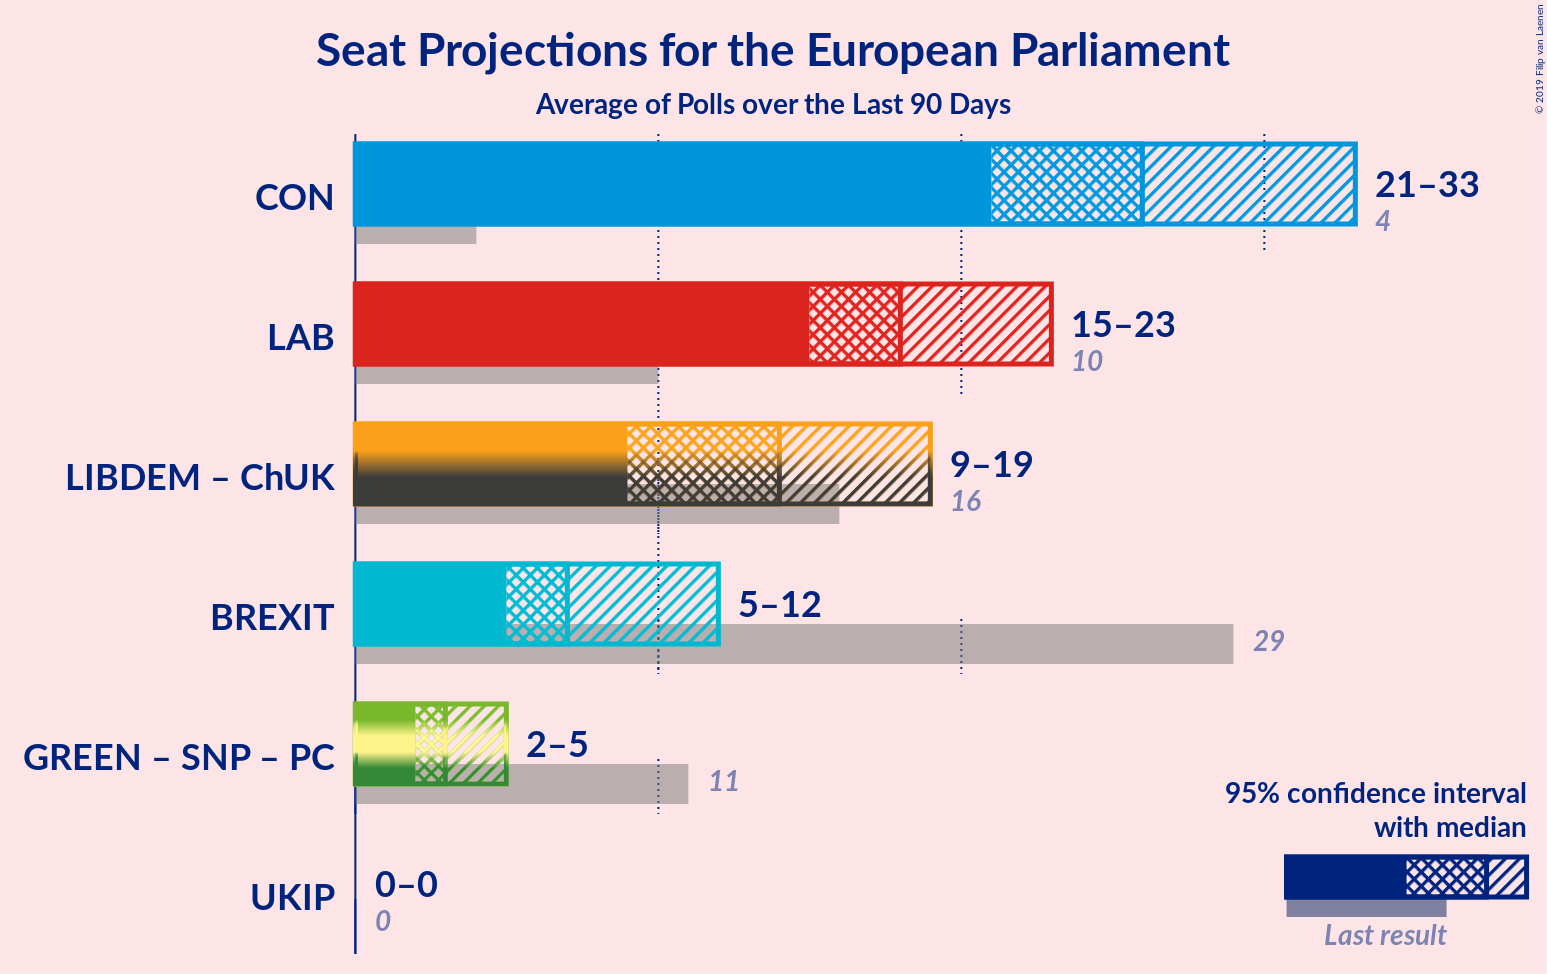 Seat Projections for the European Parliament
Average of Polls over the Last 90 Days
© 2019 Filip van Laenen
CON
21–33
4
LAB
15–23
10
LIBDEM – ChUK
9–19
16
BREXIT
5–12
29
GREEN – SNP – PC
2–5
11
UKIP
0–0
0
95% confidence interval
with median
Last result